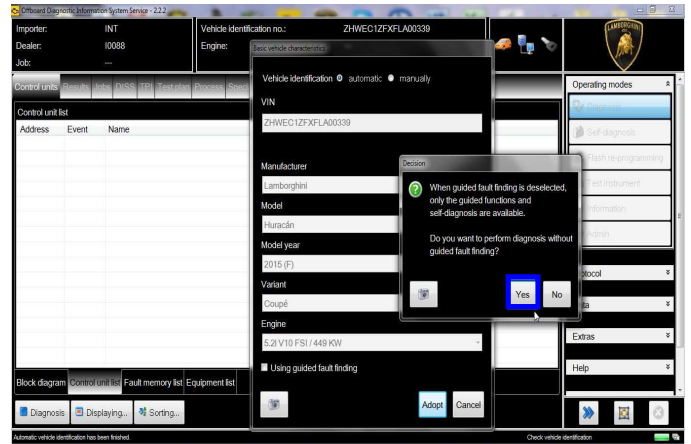 Offboard Diagnostic Information System Service - 2.2.2
Importer: INT
Dealer: I0088
Job: ---
Vehicle identification no.: ZHWEC1ZFXFLA00339
Engine:
LAMBORGHINI
Control units Results Jobs DISS TPI Test plan Process
Control unit list
Address Event Name
Basic vehicle characteristics
Vehicle identification automatic manually
VIN
ZHWEC1ZFXFLA00339
Manufacturer
Lamborghini
Model
Huracán
Model year
2015 (F)
Variant
Coupé
Engine
5.2l V10 FSI / 449 KW
Using guided fault finding
Adopt Cancel
Decision
When guided fault finding is deselected,
only the guided functions and
self-diagnosis are available.
Do you want to perform diagnosis without
guided fault finding?
Yes No
Operating modes
Diagnosis
Self-diagnosis
Flash re-programming
Test instrument
Information
Admin
Extras
Help
Block diagram Control unit list Fault memory list Equipment list
Diagnosis Displaying... Sorting...
Automatic vehicle identification has been finished.
Check vehicle identification